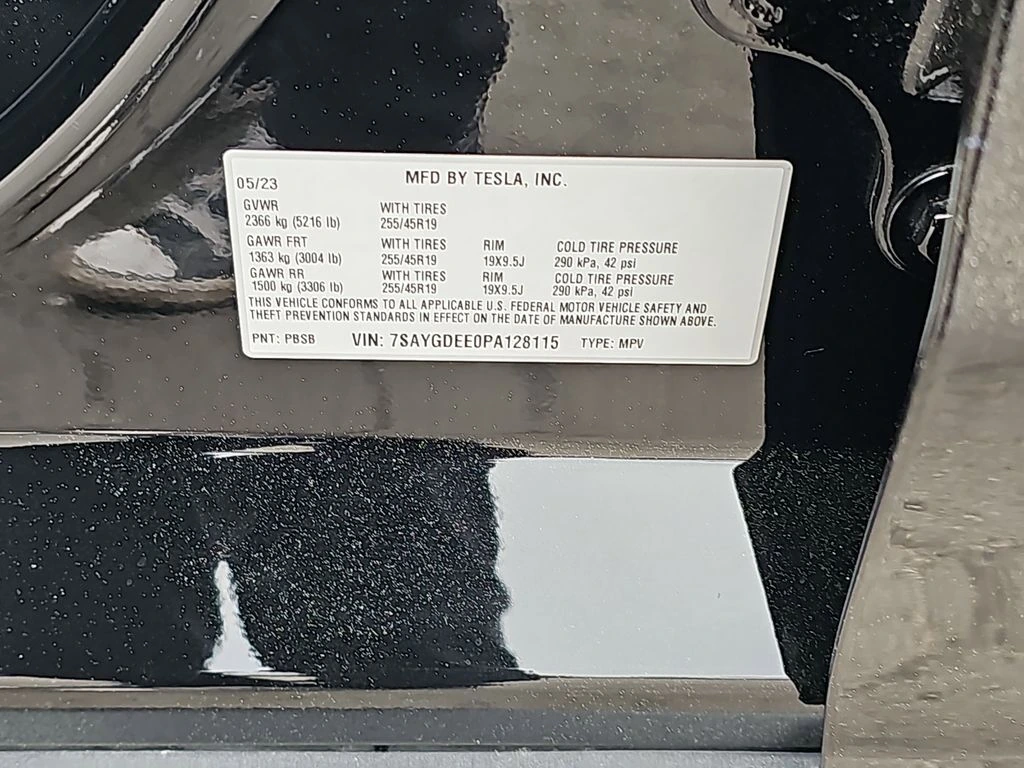 05/23 MFD BY TESLA, INC.
GVWR WITH TIRES
2366 kg (5216 lb) 255/45R19
GAWR FRT WITH TIRES RIM COLD TIRE PRESSURE
1363 kg (3004 lb) 255/45R19 19X9.5J 290 kPa, 42 psi
GAWR RR WITH TIRES RIM COLD TIRE PRESSURE
1500 kg (3306 lb) 255/45R19 19X9.5J 290 kPa, 42 psi
THIS VEHICLE CONFORMS TO ALL APPLICABLE U.S. FEDERAL MOTOR VEHICLE SAFETY AND
THEFT PREVENTION STANDARDS IN EFFECT ON THE DATE OF MANUFACTURE SHOWN ABOVE.
PNT: PBSB VIN: 7SAYGDEE0PA128115 TYPE: MPV